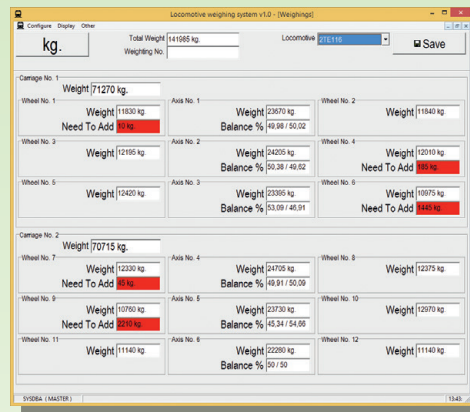 Locomotive weighing system v1.0 - [Weighings]
Configure Display Other
kg.
Total Weight 141985 kg.
Weighting No.
Locomotive 2TE116
Save
Carriage No. 1
Weight 71270 kg.
Wheel No. 1 Axis No. 1 Wheel No. 2
Weight 11830 kg. Weight 23670 kg. Weight 11840 kg.
Need To Add 10 kg. Balance % 49,98 / 50,02
Wheel No. 3 Axis No. 2 Wheel No. 4
Weight 12195 kg. Weight 24205 kg. Weight 12010 kg.
Balance % 50,38 / 49,62 Need To Add 185 kg.
Wheel No. 5 Axis No. 3 Wheel No. 6
Weight 12420 kg. Weight 23395 kg. Weight 10975 kg.
Balance % 53,09 / 46,91 Need To Add 1445 kg.
Carriage No. 2
Weight 70715 kg.
Wheel No. 7 Axis No. 4 Wheel No. 8
Weight 12330 kg. Weight 24705 kg. Weight 12375 kg.
Need To Add 45 kg. Balance % 49,91 / 50,09
Wheel No. 9 Axis No. 5 Wheel No. 10
Weight 10760 kg. Weight 23730 kg. Weight 12970 kg.
Need To Add 2210 kg. Balance % 45,34 / 54,66
Wheel No. 11 Axis No. 6 Wheel No. 12
Weight 11140 kg. Weight 22280 kg. Weight 11140 kg.
Balance % 50 / 50
SYSDBA ( MASTER ) 13:43: